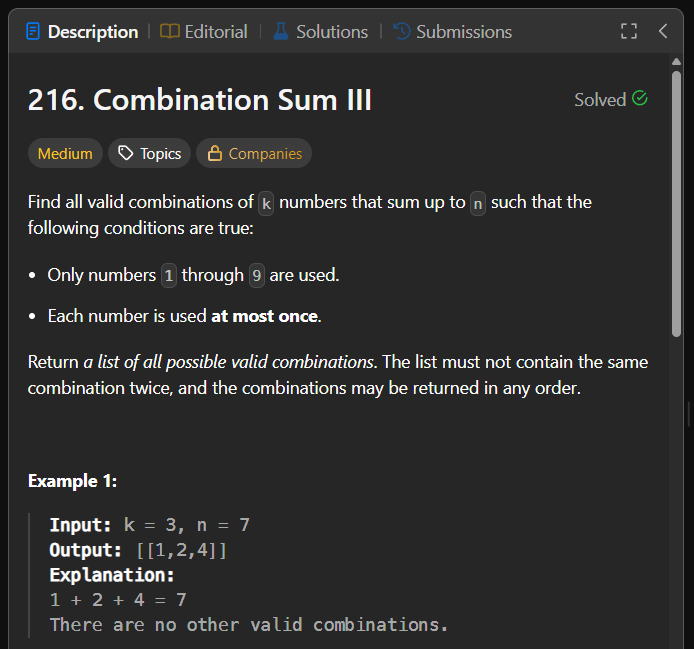 Description | Editorial | Solutions | Submissions
216. Combination Sum III
Solved
Medium Topics Companies
Find all valid combinations of k numbers that sum up to n such that the
following conditions are true:
• Only numbers 1 through 9 are used.
• Each number is used at most once.
Return a list of all possible valid combinations. The list must not contain the same
combination twice, and the combinations may be returned in any order.
Example 1:
Input: k = 3, n = 7
Output: [[1,2,4]]
Explanation:
1 + 2 + 4 = 7
There are no other valid combinations.